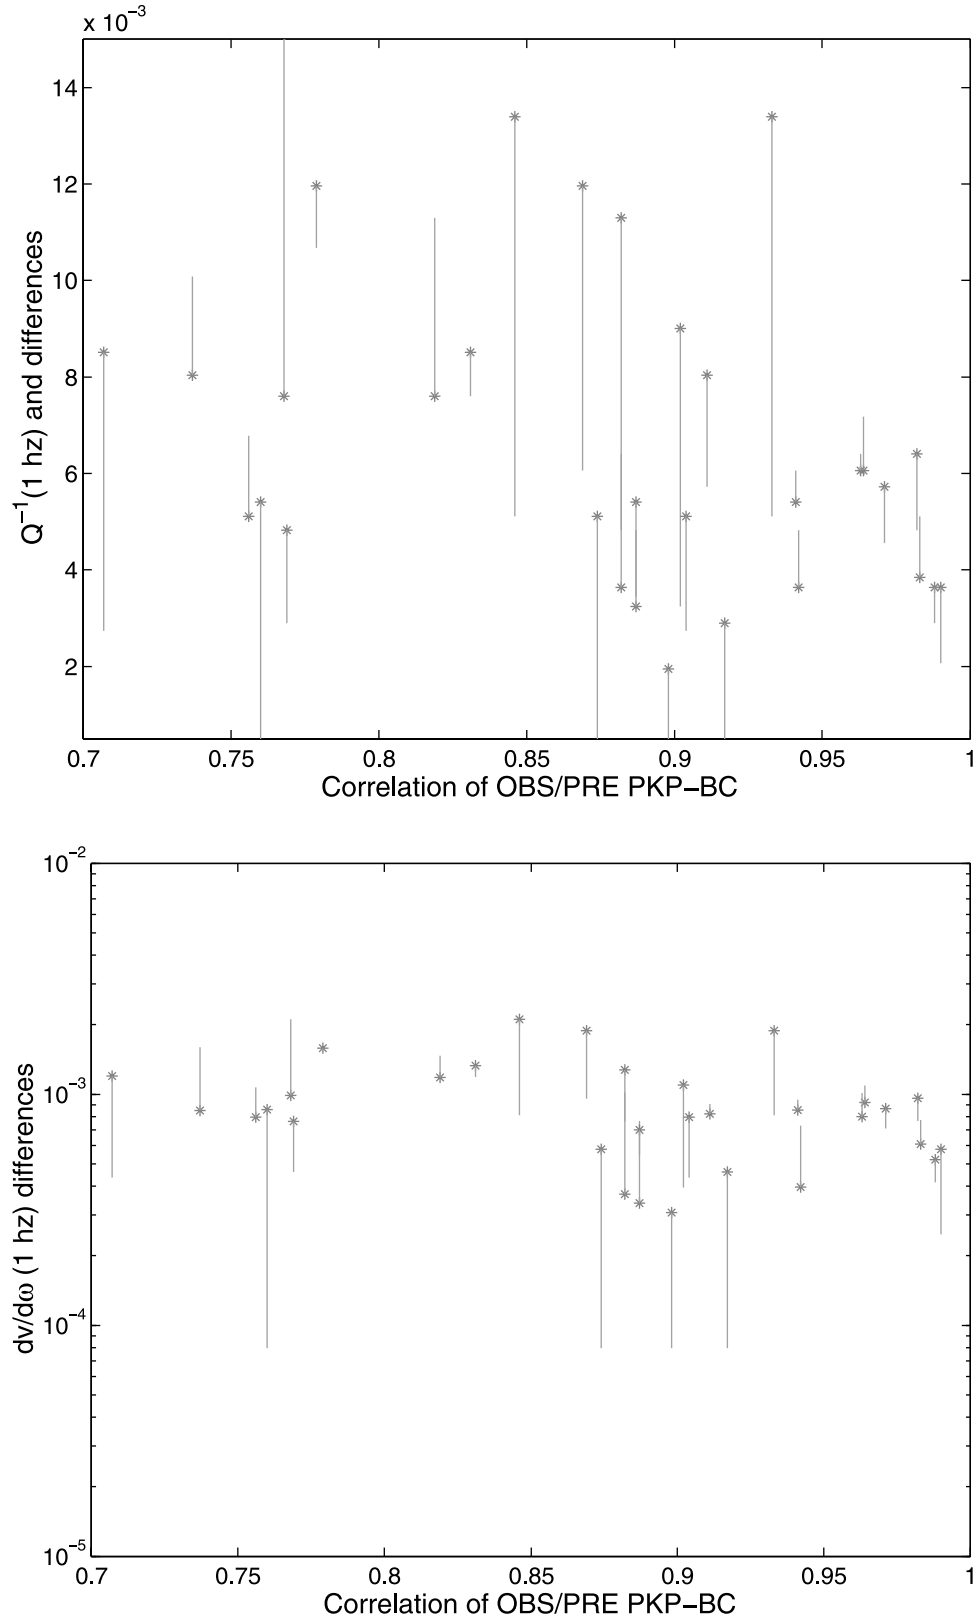 x 10−3
14
12
10
8
6
4
2
Q−1(1 hz) and differences
0.7 0.75 0.8 0.85 0.9 0.95 1
Correlation of OBS/PRE PKP−BC
10−2
10−3
10−4
10−5
dv/dω (1 hz) differences
0.7 0.75 0.8 0.85 0.9 0.95 1
Correlation of OBS/PRE PKP−BC